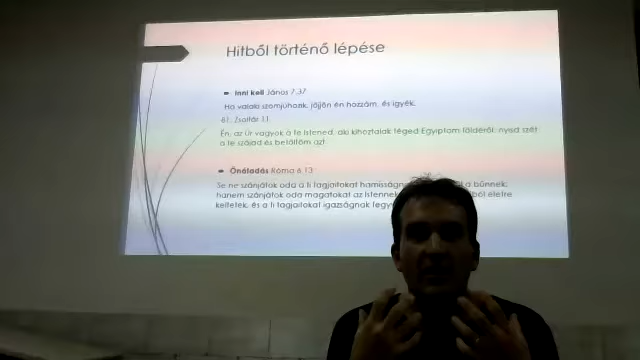 Hitből történő lépése
Inni kell János 7,37
Ha valaki szomjúhozik, jöjjön én hozzám, és igyék.
81. Zsoltár 11
Én, az Úr vagyok a te Istened, aki kihoztalak téged Egyiptom földéről; nyisd szét
a te szájad és betöltöm azt
Önátadás Róma 6,13
Se ne szánjátok oda a ti tagjaitokat a bűnnek;
hanem szánjátok oda magatokat az Istennek életre
keltetek, és a ti tagjaitokat igazságnak